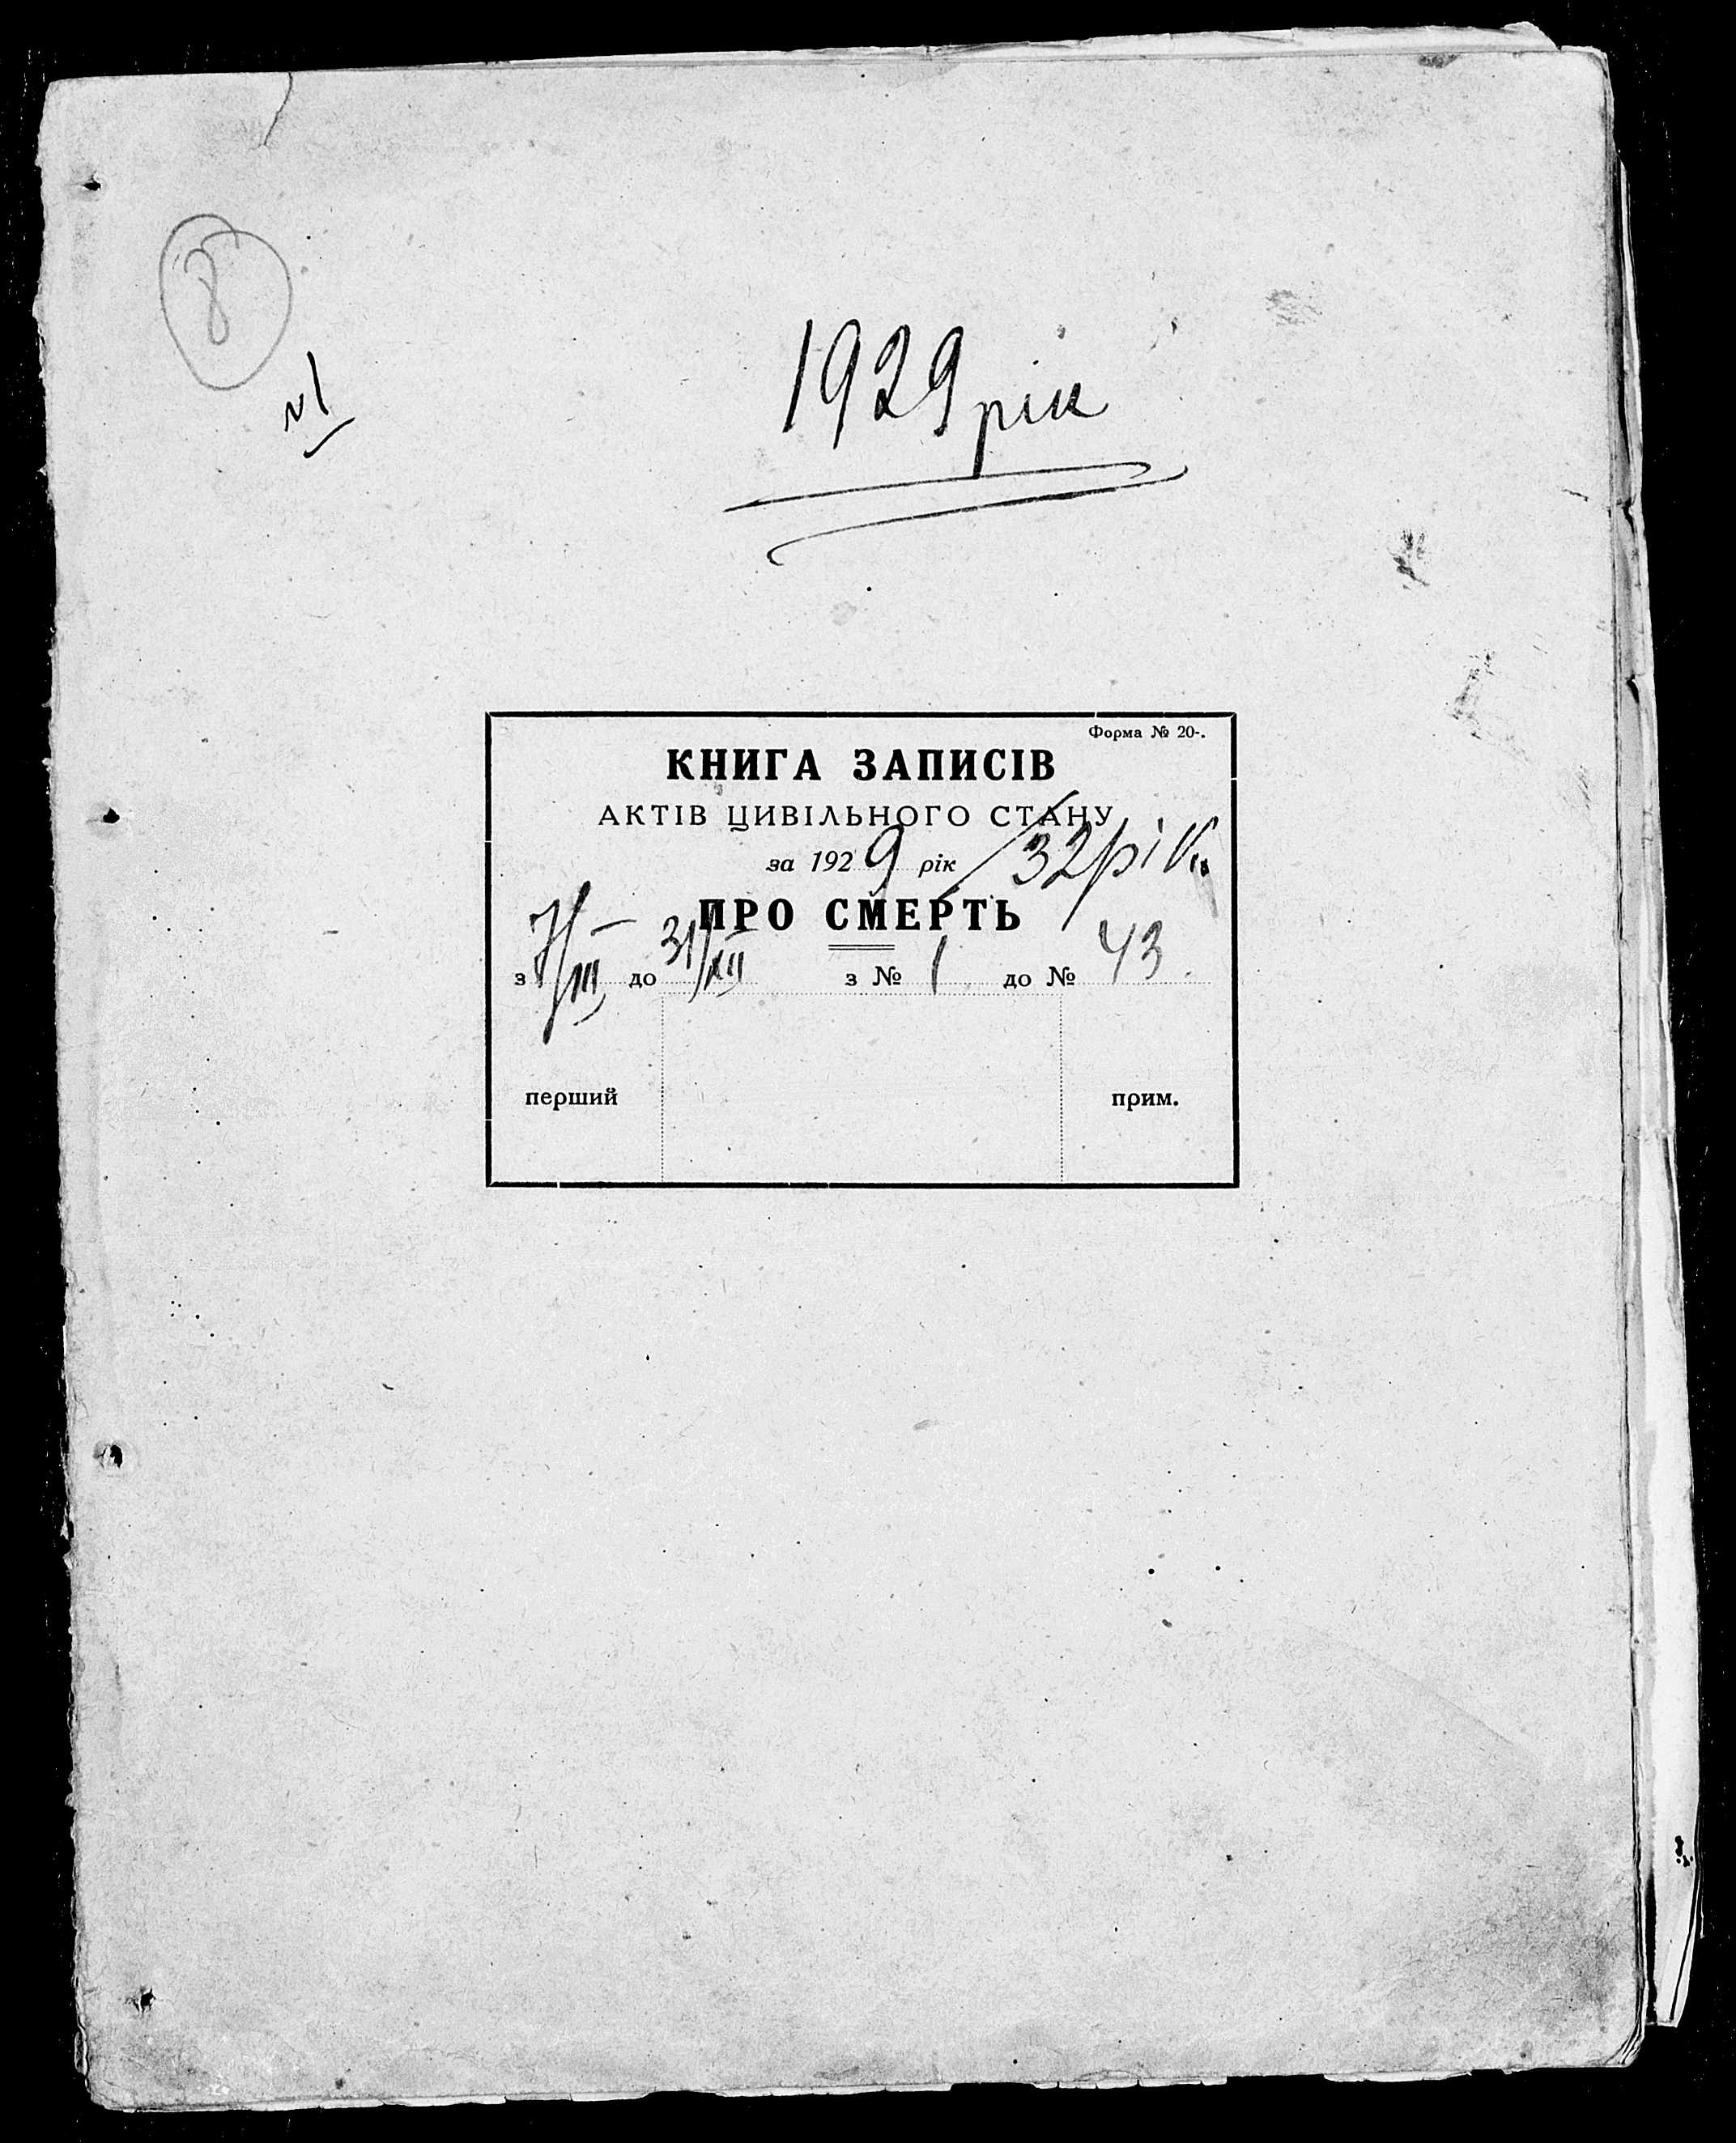 8
№1
1929 рік
Форма № 20-.
КНИГА ЗАПИСІВ
АКТІВ ЦИВІЛЬНОГО СТАНУ
за 1929 рік / 32 рік
ПРО СМЕРТЬ
з 7/III до 31/XII з № 1 до № 43.
перший прим.